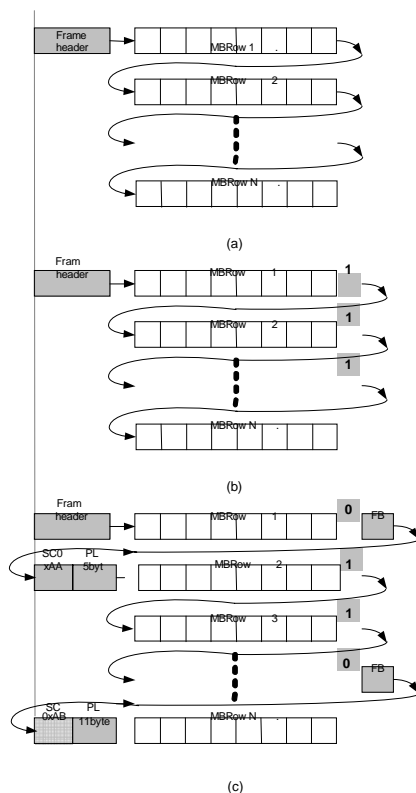 Frame
header
MBRow 1 .
MBRow 2
MBRow N .
(a)
Fram
header
MBRow 1
1
MBRow 2
1
1
MBRow N .
(b)
Fram
header
MBRow 1
0
FB
SC0
xAA
PL
5byt
MBRow 2
1
MBRow 3
1
0
FB
SC
0xAB
PL
11byte
MBRow N .
(c)